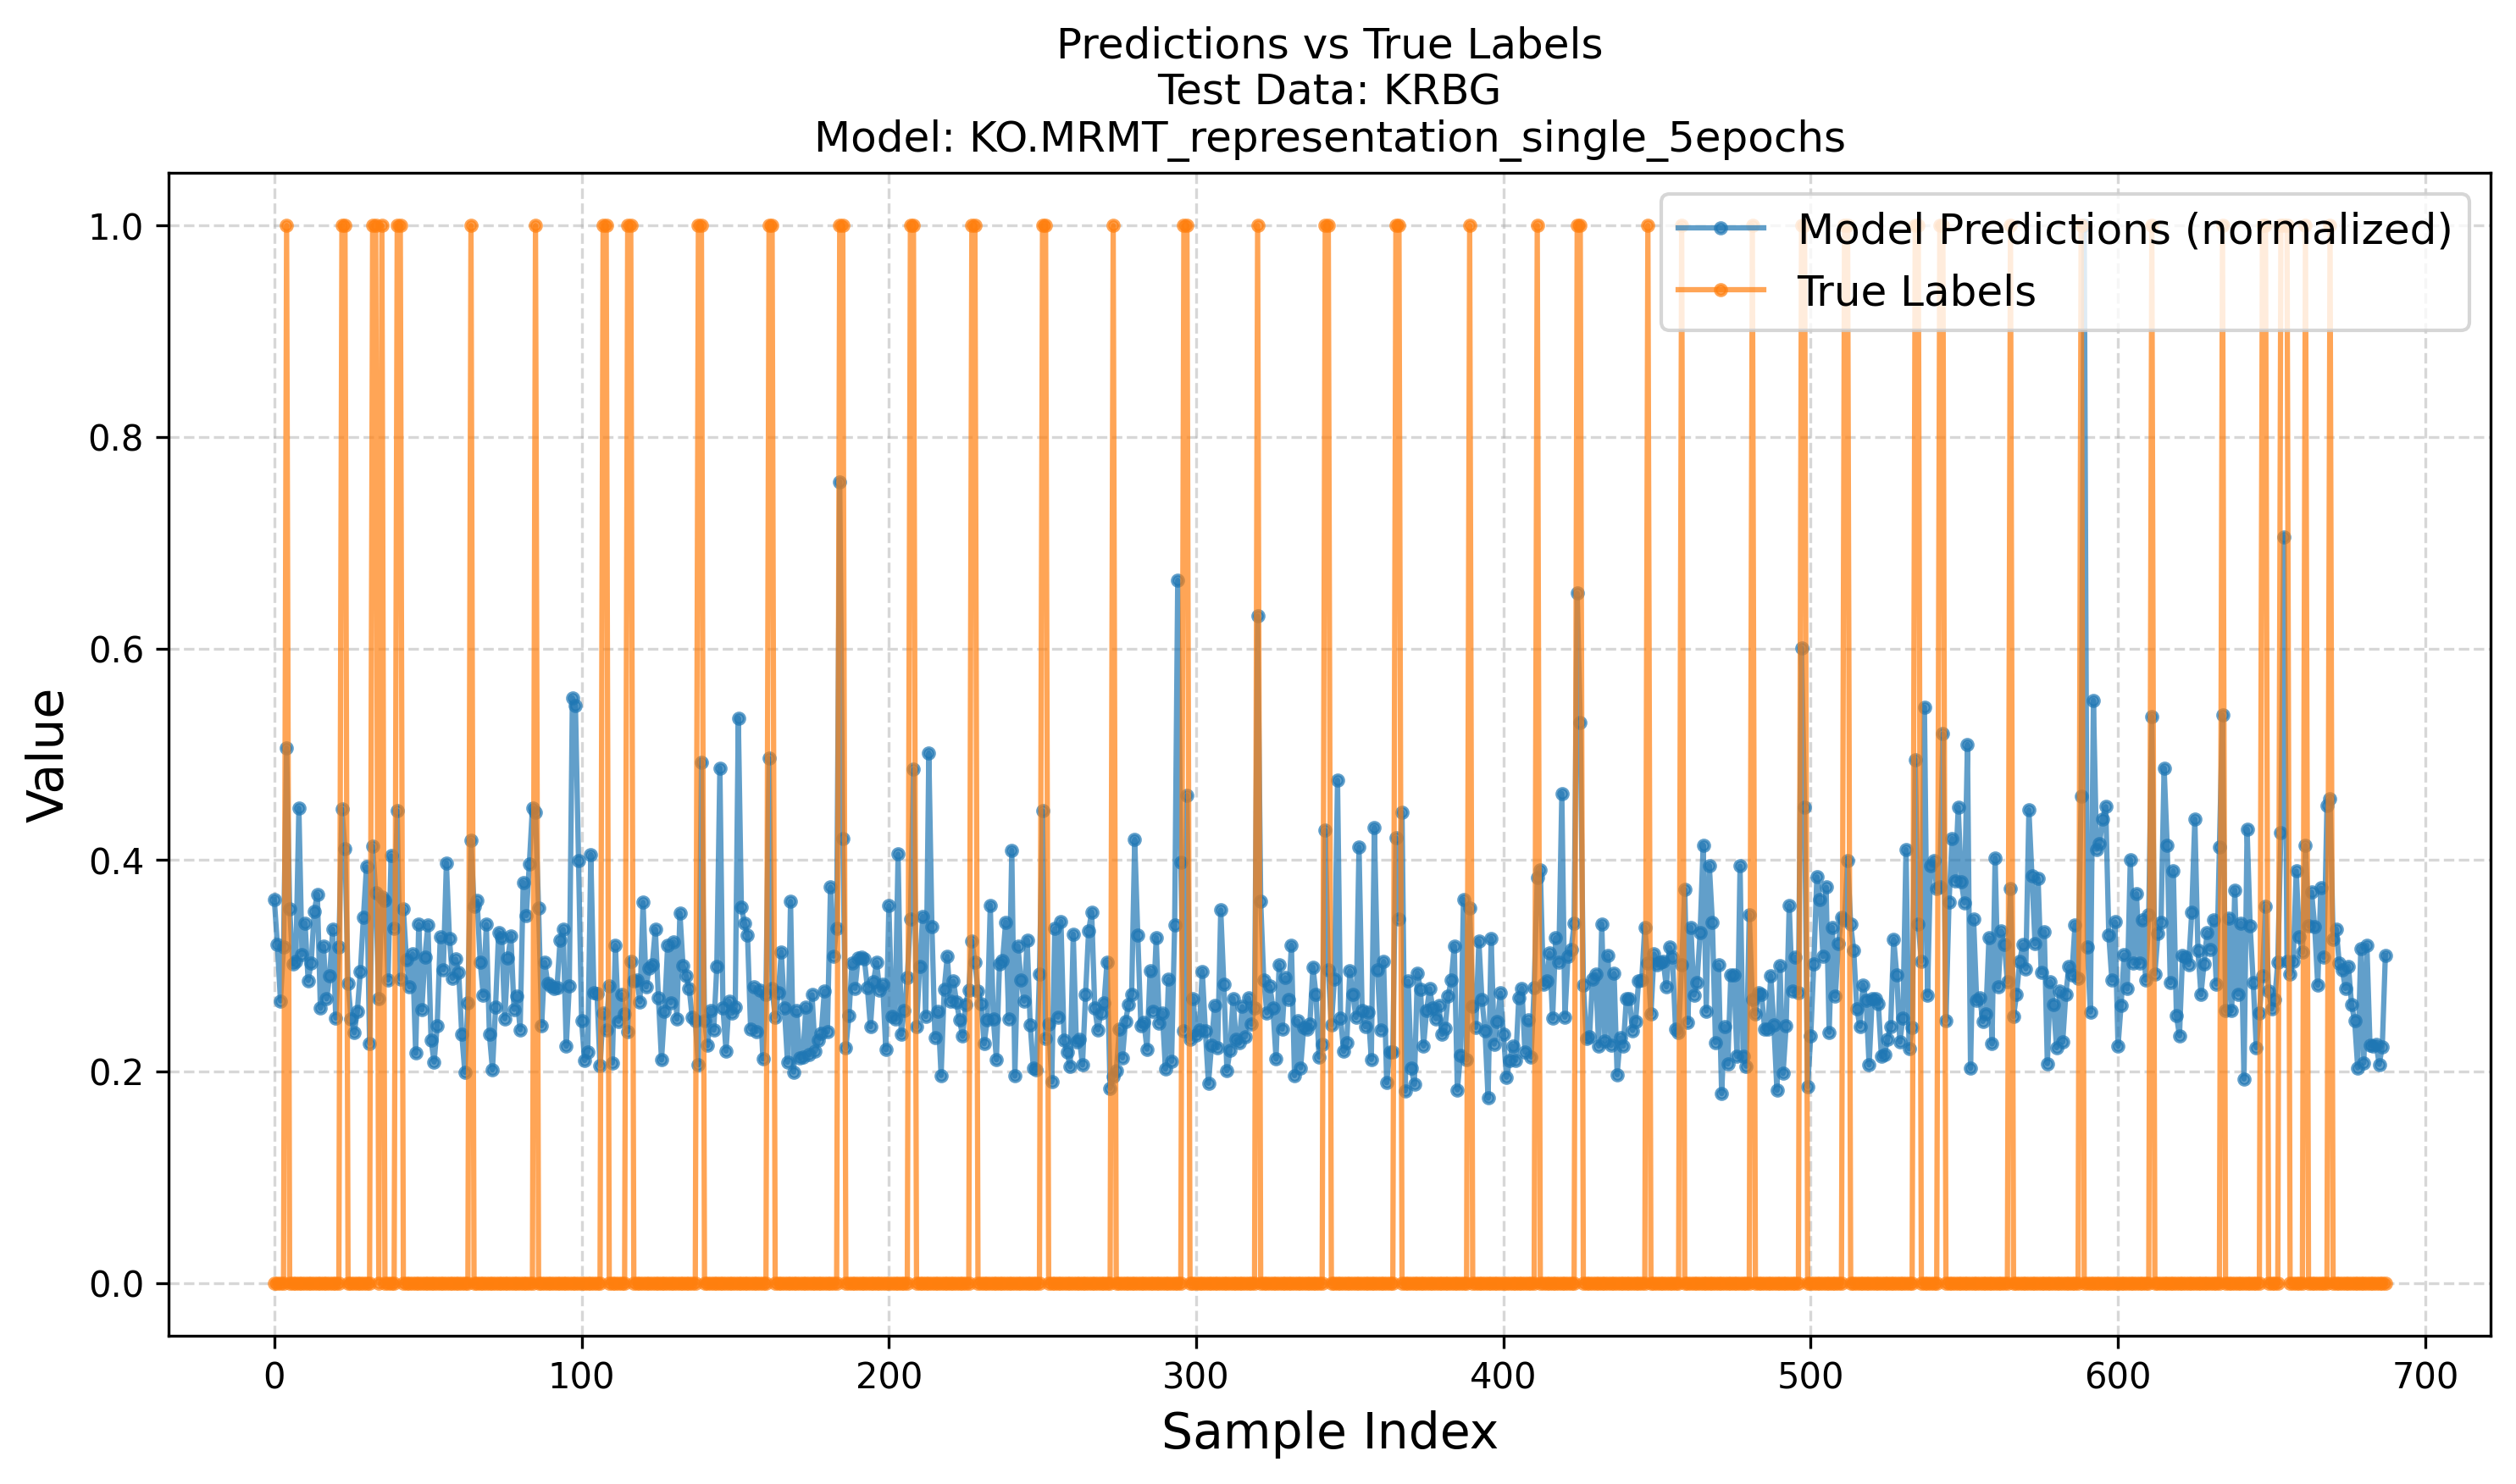 Predictions vs True Labels
Test Data: KRBG
Model: KO.MRMT_representation_single_5epochs
Model Predictions (normalized)
True Labels
Value
1.0
0.8
0.6
0.4
0.2
0.0
0 100 200 300 400 500 600 700
Sample Index